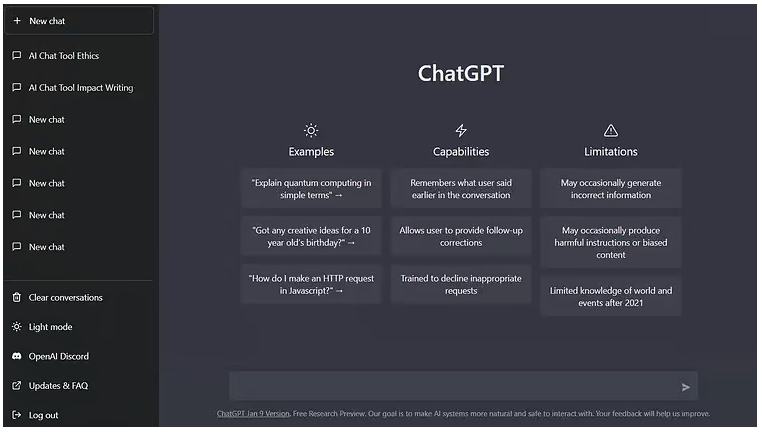 New chat
AI Chat Tool Ethics
AI Chat Tool Impact Writing
New chat
New chat
New chat
New chat
New chat
Clear conversations
Light mode
OpenAI Discord
Updates & FAQ
Log out
ChatGPT
Examples
"Explain quantum computing in
simple terms" →
"Got any creative ideas for a 10
year old's birthday?" →
"How do I make an HTTP request
in Javascript?" →
Capabilities
Remembers what user said
earlier in the conversation
Allows user to provide follow-up
corrections
Trained to decline inappropriate
requests
Limitations
May occasionally generate
incorrect information
May occasionally produce
harmful instructions or biased
content
Limited knowledge of world and
events after 2021
ChatGPT Jan 9 Version. Free Research Preview. Our goal is to make AI systems more natural and safe to interact with. Your feedback will help us improve.